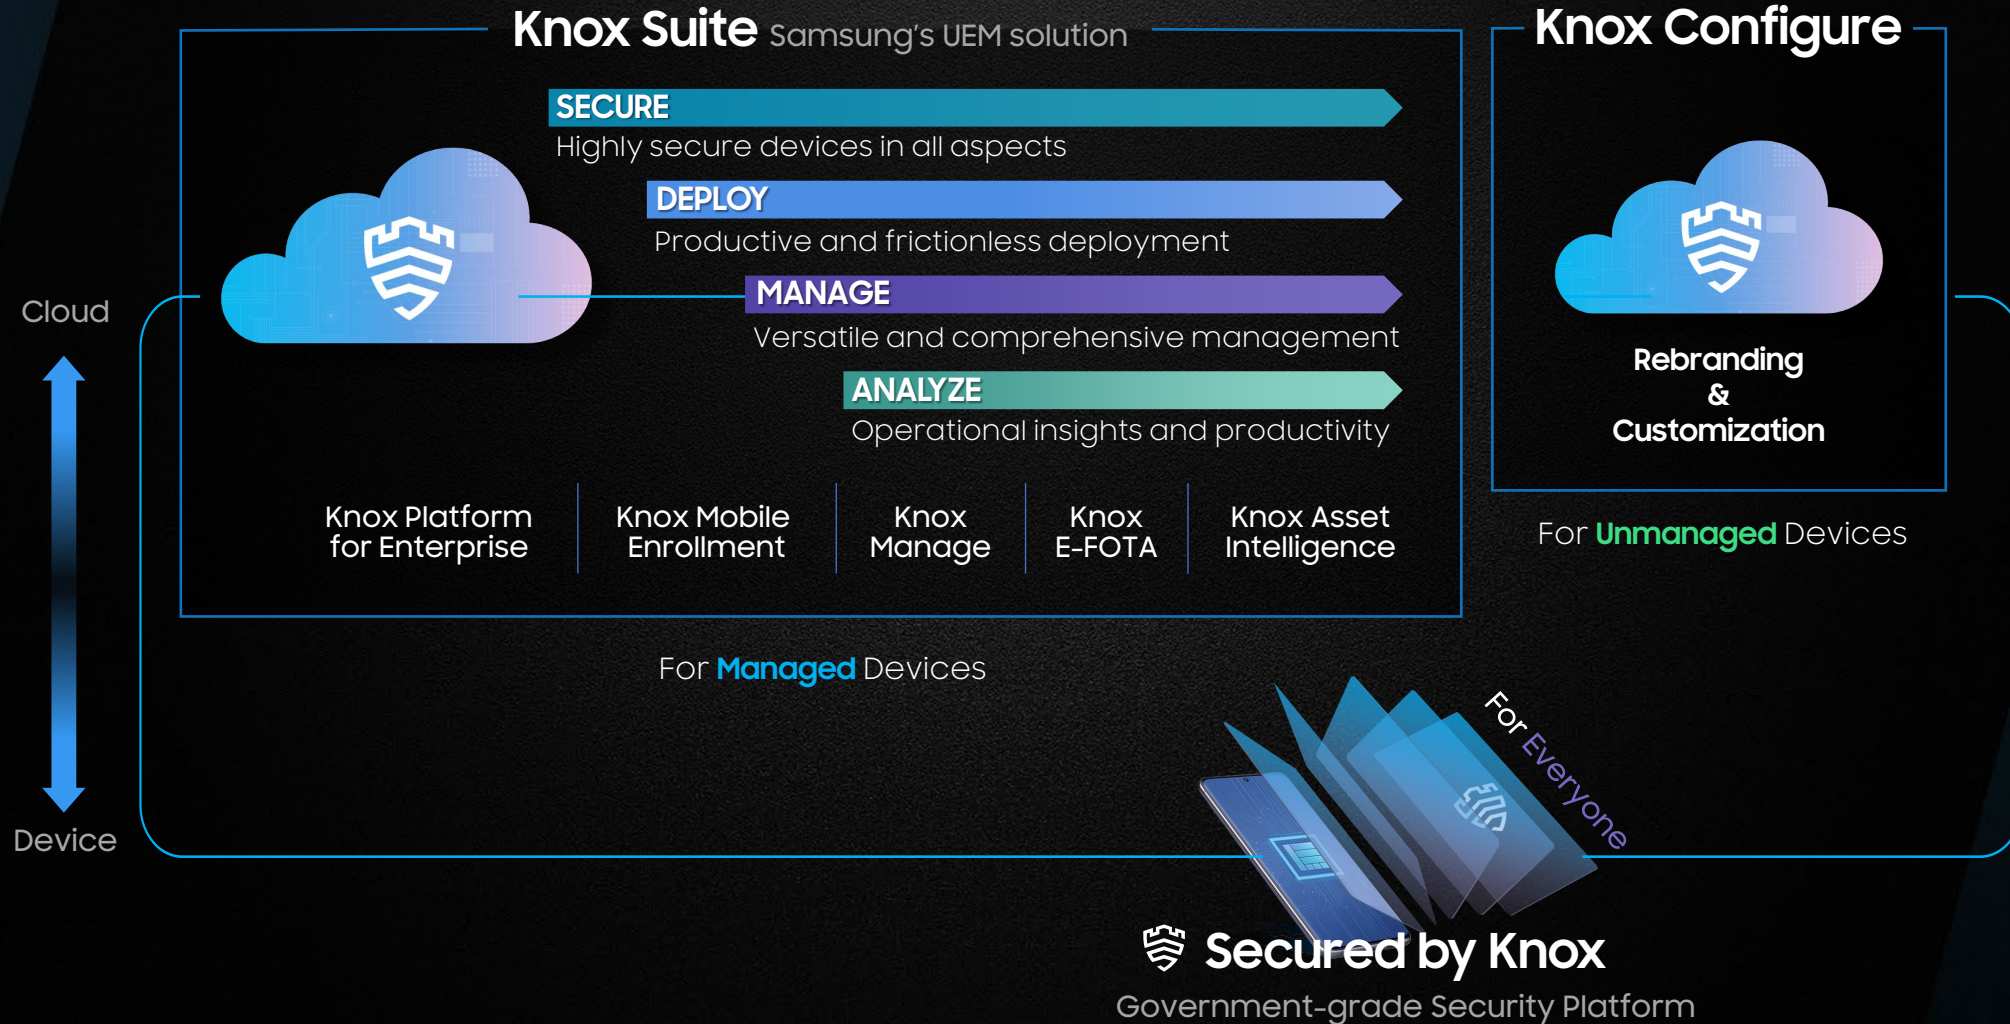 Knox Suite Samsung's UEM solution
SECURE
Highly secure devices in all aspects
DEPLOY
Productive and frictionless deployment
MANAGE
Versatile and comprehensive management
ANALYZE
Operational insights and productivity
Knox Platform
for Enterprise
Knox Mobile
Enrollment
Knox
Manage
Knox
E-FOTA
Knox Asset
Intelligence
For Managed Devices
Knox Configure
Rebranding
&
Customization
For Unmanaged Devices
Cloud
Device
For Everyone
Secured by Knox
Government-grade Security Platform